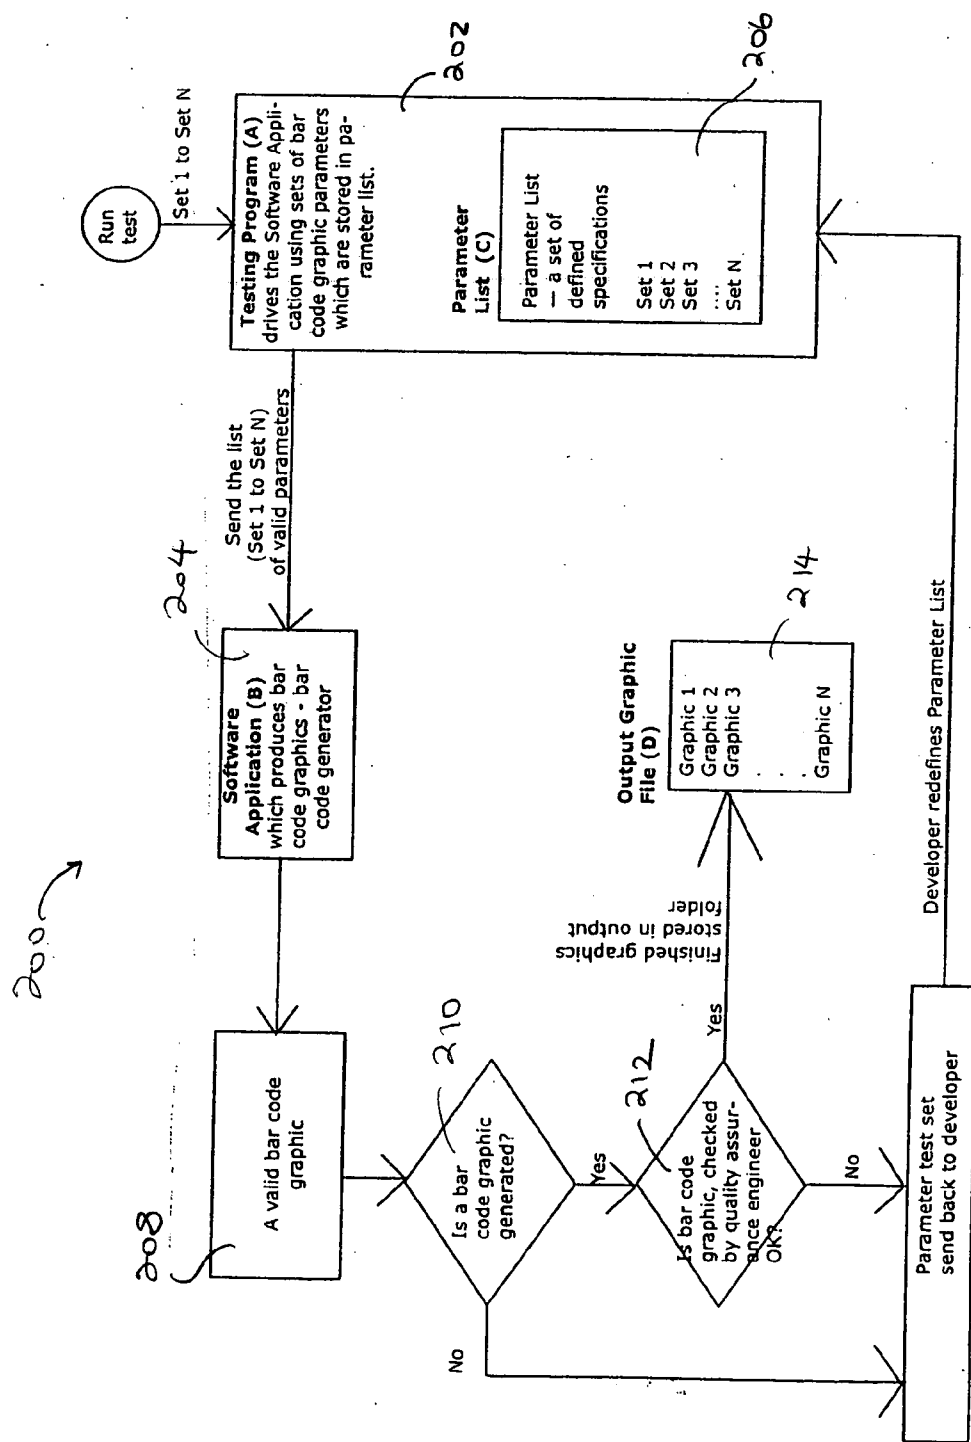 200
Run
test
Set 1 to Set N
Testing Program (A)
drives the Software Appli-
cation using sets of bar
code graphic parameters
which are stored in pa-
rameter list.
202
Parameter
List (C)
Parameter List
— a set of
defined
specifications
Set 1
Set 2
Set 3
....
Set N
206
Send the list
(Set 1 to Set N)
of valid parameters
204
Software
Application (B)
which produces bar
code graphics - bar
code generator
208
A valid bar code
graphic
210
Is a bar
code graphic
generated?
No
Yes
212
Is bar code
graphic, checked
by quality assur-
ance engineer
OK?
Yes
No
Finished graphics
stored in output
folder
Output Graphic
File (D)
Graphic 1
Graphic 2
Graphic 3
.
.
.
Graphic N
214
Parameter test set
send back to developer
Developer redefines Parameter List